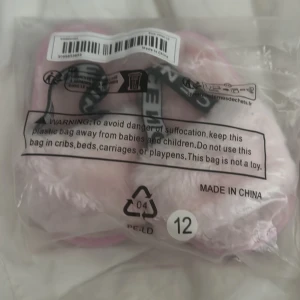 WARNING:To avoid danger of suffocation,keep this
plastic bag away from babies and children.Do not use this
bag in cribs,beds,carriages or playpens,This bag is not a toy.
MADE IN CHINA
04
PE-LD
12